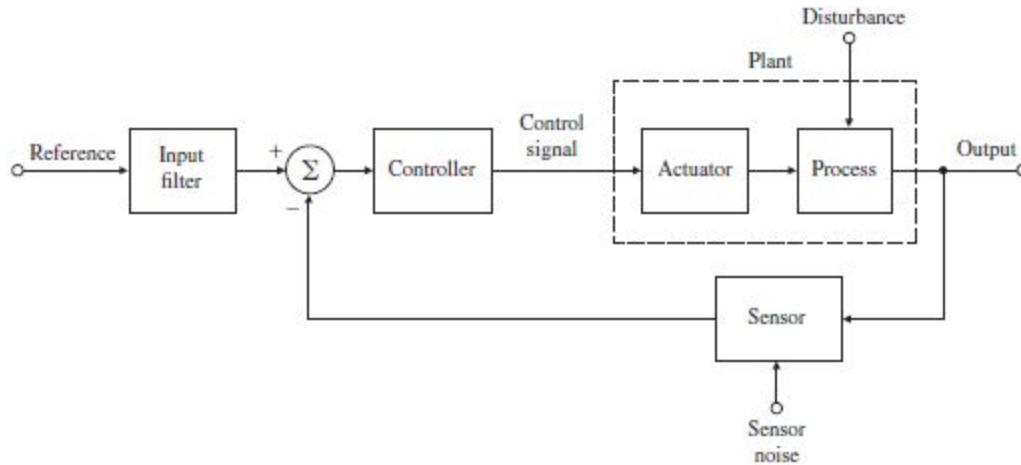 Disturbance
Plant
Reference
Input
filter
+
Σ
−
Controller
Control
signal
Actuator
Process
Output
Sensor
Sensor
noise